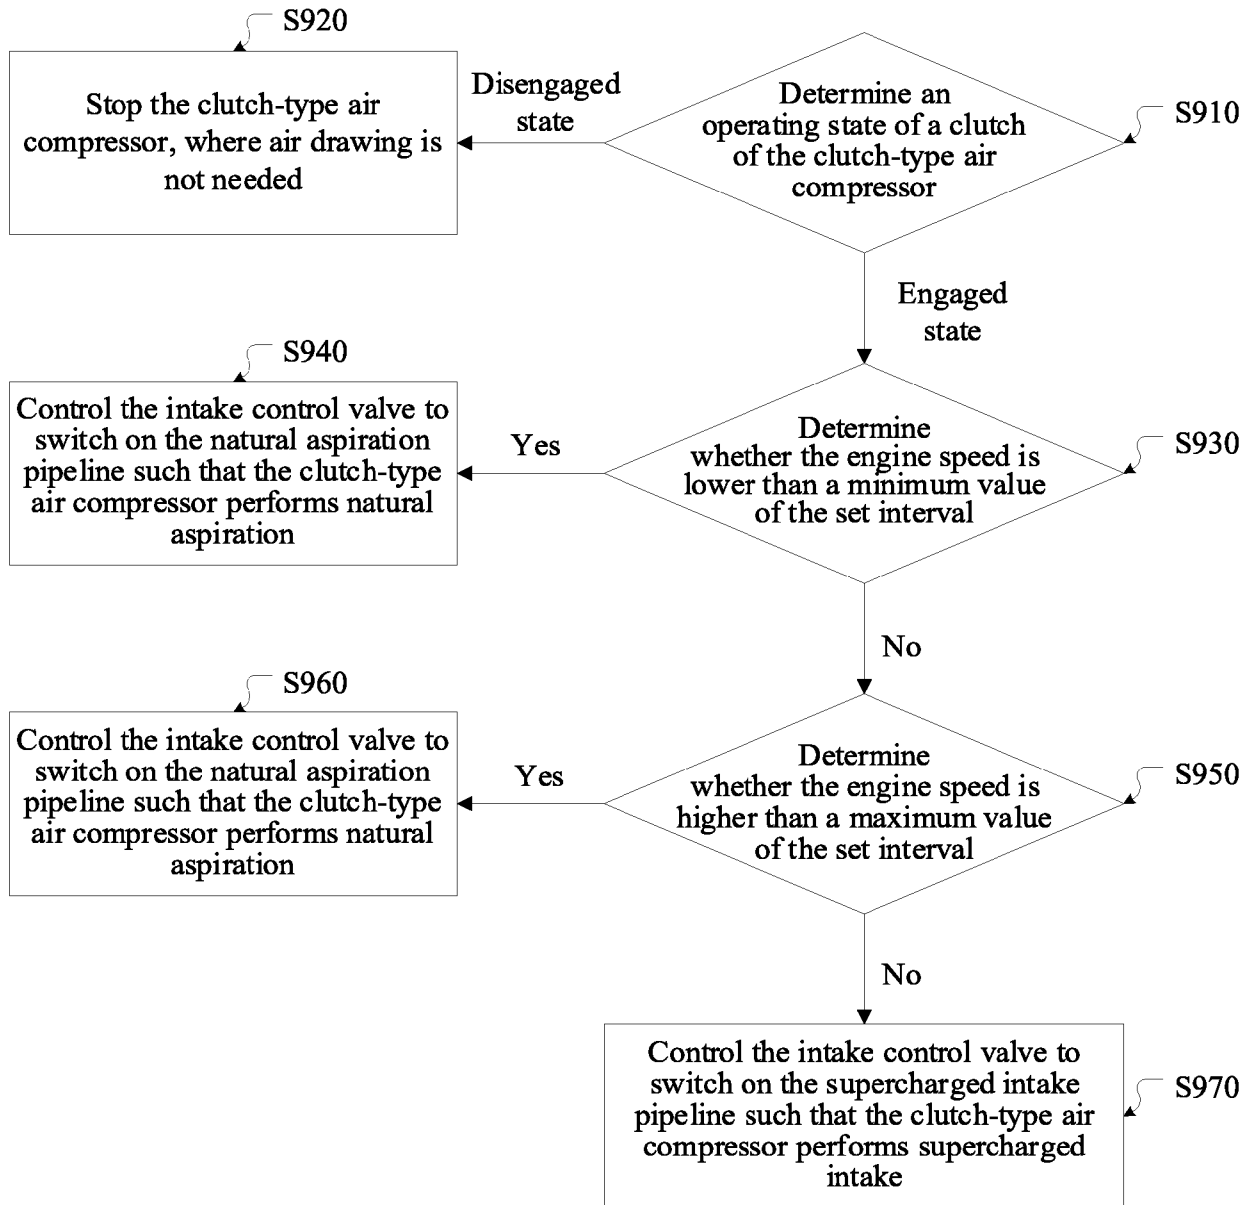 S920
Stop the clutch-type air
compressor, where air drawing is
not needed
Disengaged
state
Determine an
operating state of a clutch
of the clutch-type air
compressor
S910
Engaged
state
S940
Control the intake control valve to
switch on the natural aspiration
pipeline such that the clutch-type
air compressor performs natural
aspiration
Yes
Determine
whether the engine speed is
lower than a minimum value
of the set interval
S930
No
S960
Control the intake control valve to
switch on the natural aspiration
pipeline such that the clutch-type
air compressor performs natural
aspiration
Yes
Determine
whether the engine speed is
higher than a maximum value
of the set interval
S950
No
Control the intake control valve to
switch on the supercharged intake
pipeline such that the clutch-type air
compressor performs supercharged
intake
S970